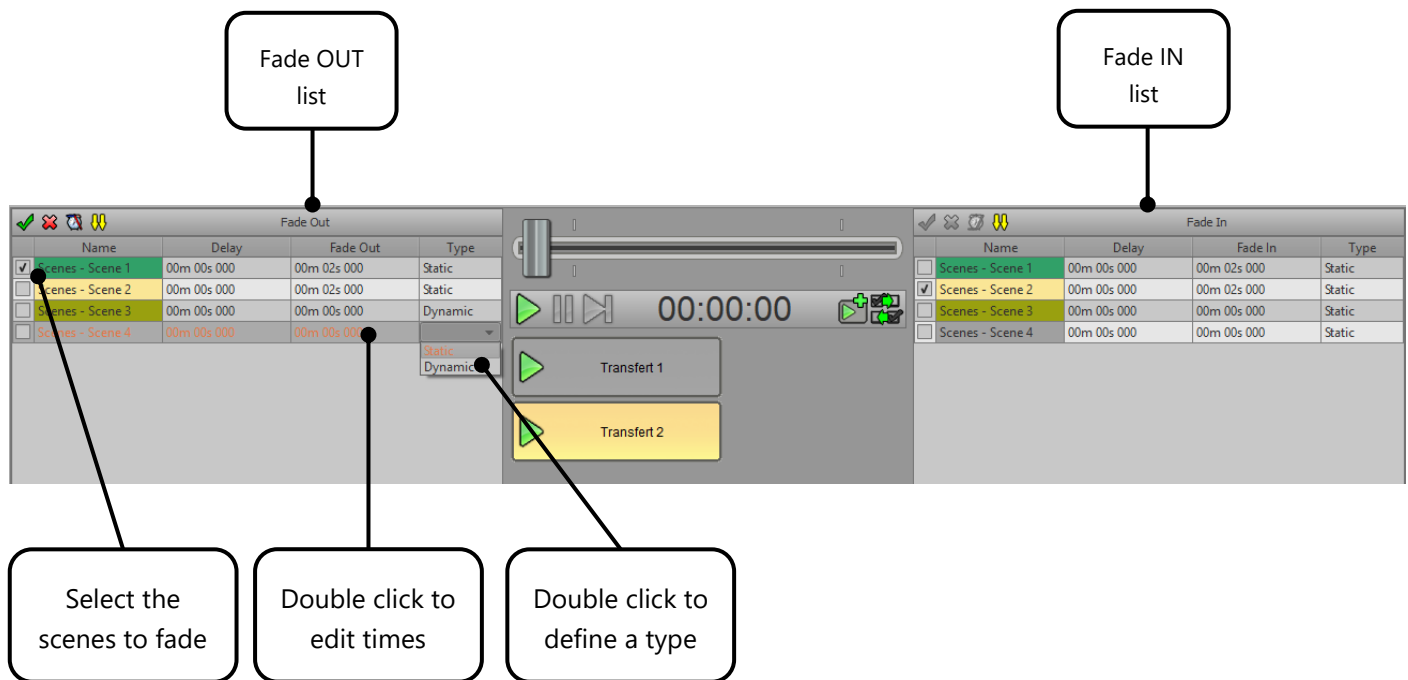 Fade OUT
list
Fade IN
list
Fade Out
Name Delay Fade Out Type
Scenes - Scene 1 00m 00s 000 00m 02s 000 Static
Scenes - Scene 2 00m 00s 000 00m 02s 000 Static
Scenes - Scene 3 00m 00s 000 00m 00s 000 Dynamic
Scenes - Scene 4 00m 00s 000 00m 00s 000
Static
Dynamic
00:00:00
Transfert 1
Transfert 2
Fade In
Name Delay Fade In Type
Scenes - Scene 1 00m 00s 000 00m 02s 000 Static
Scenes - Scene 2 00m 00s 000 00m 02s 000 Static
Scenes - Scene 3 00m 00s 000 00m 00s 000 Static
Scenes - Scene 4 00m 00s 000 00m 00s 000 Static
Select the
scenes to fade
Double click to
edit times
Double click to
define a type